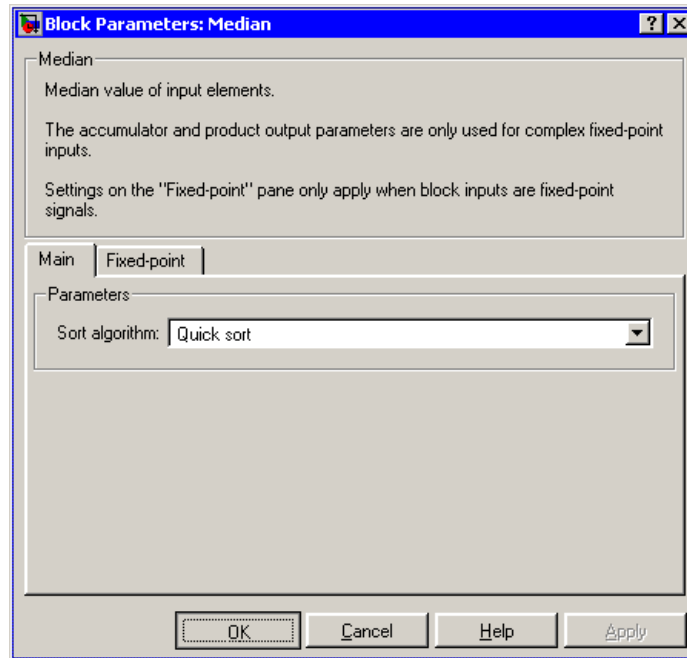 Block Parameters: Median
Median
Median value of input elements.
The accumulator and product output parameters are only used for complex fixed-point
inputs.
Settings on the "Fixed-point" pane only apply when block inputs are fixed-point
signals.
Main Fixed-point
Parameters
Sort algorithm: Quick sort
OK Cancel Help Apply